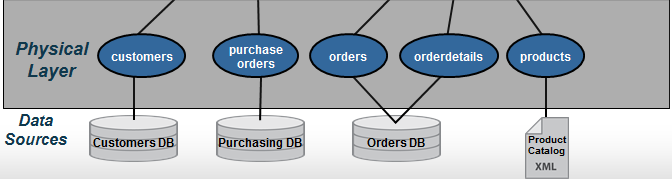 Physical
Layer
customers
purchase
orders
orders
orderdetails
products
Data
Sources
Customers DB
Purchasing DB
Orders DB
Product
Catalog
XML